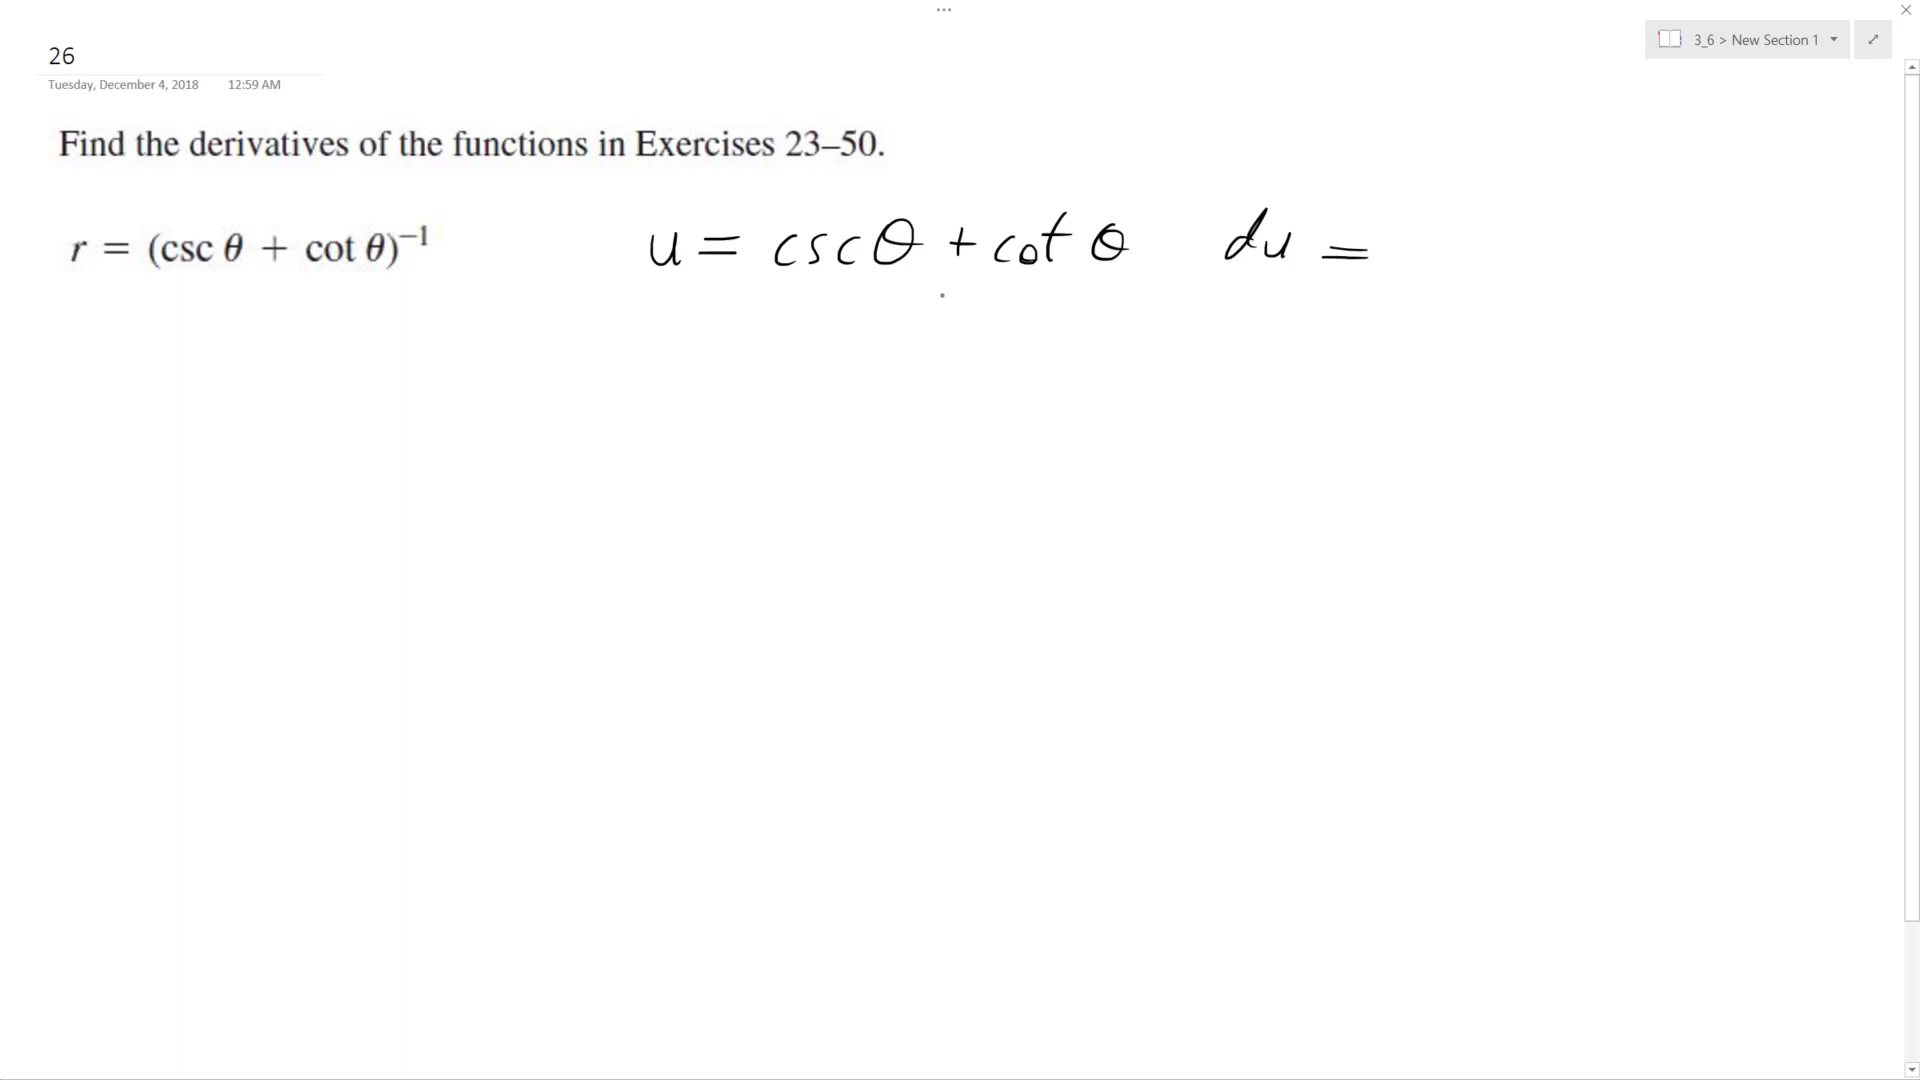 ...
3_6 > New Section 1
26
Tuesday, December 4, 2018 12:59 AM
Find the derivatives of the functions in Exercises 23–50.
r = (csc θ + cot θ)⁻¹ u = cscθ + cot θ du =